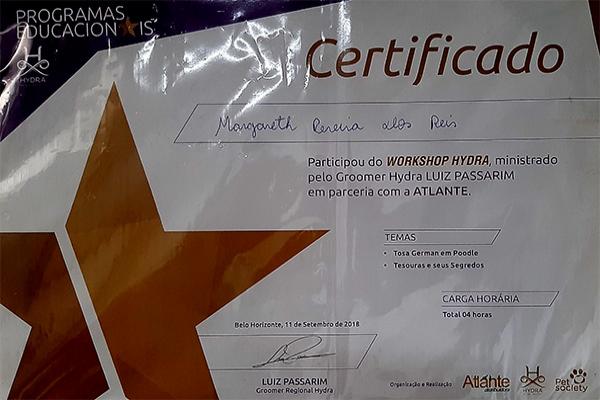 PROGRAMAS
EDUCACIONAIS
HYDRA
Certificado
Margareth Pereira dos Reis
Participou do WORKSHOP HYDRA, ministrado
pelo Groomer Hydra LUIZ PASSARIM
em parceria com a ATLANTE.
TEMAS
• Tosa German em Poodle
• Tesouras e seus Segredos
CARGA HORÁRIA
Total 04 horas
Belo Horizonte, 11 de Setembro de 2018
LUIZ PASSARIM
Groomer Regional Hydra
Organização e Realização
Atlante
HYDRA
Pet society